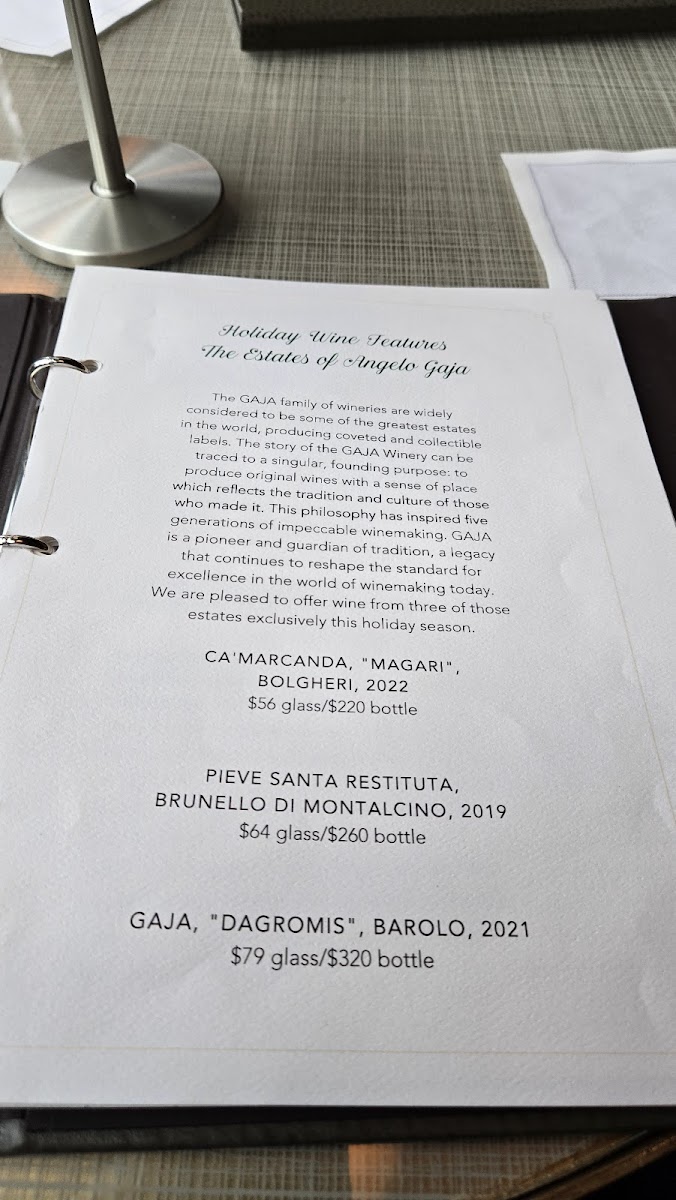 Holiday Wine Features
The Estates of Angelo Gaja
The GAJA family of wineries are widely
considered to be some of the greatest estates
in the world, producing coveted and collectible
labels. The story of the GAJA Winery can be
traced to a singular, founding purpose: to
produce original wines with a sense of place
which reflects the tradition and culture of those
who made it. This philosophy has inspired five
generations of impeccable winemaking. GAJA
is a pioneer and guardian of tradition, a legacy
that continues to reshape the standard for
excellence in the world of winemaking today.
We are pleased to offer wine from three of those
estates exclusively this holiday season.
CA'MARCANDA, "MAGARI",
BOLGHERI, 2022
$56 glass/$220 bottle
PIEVE SANTA RESTITUTA,
BRUNELLO DI MONTALCINO, 2019
$64 glass/$260 bottle
GAJA, "DAGROMIS", BAROLO, 2021
$79 glass/$320 bottle